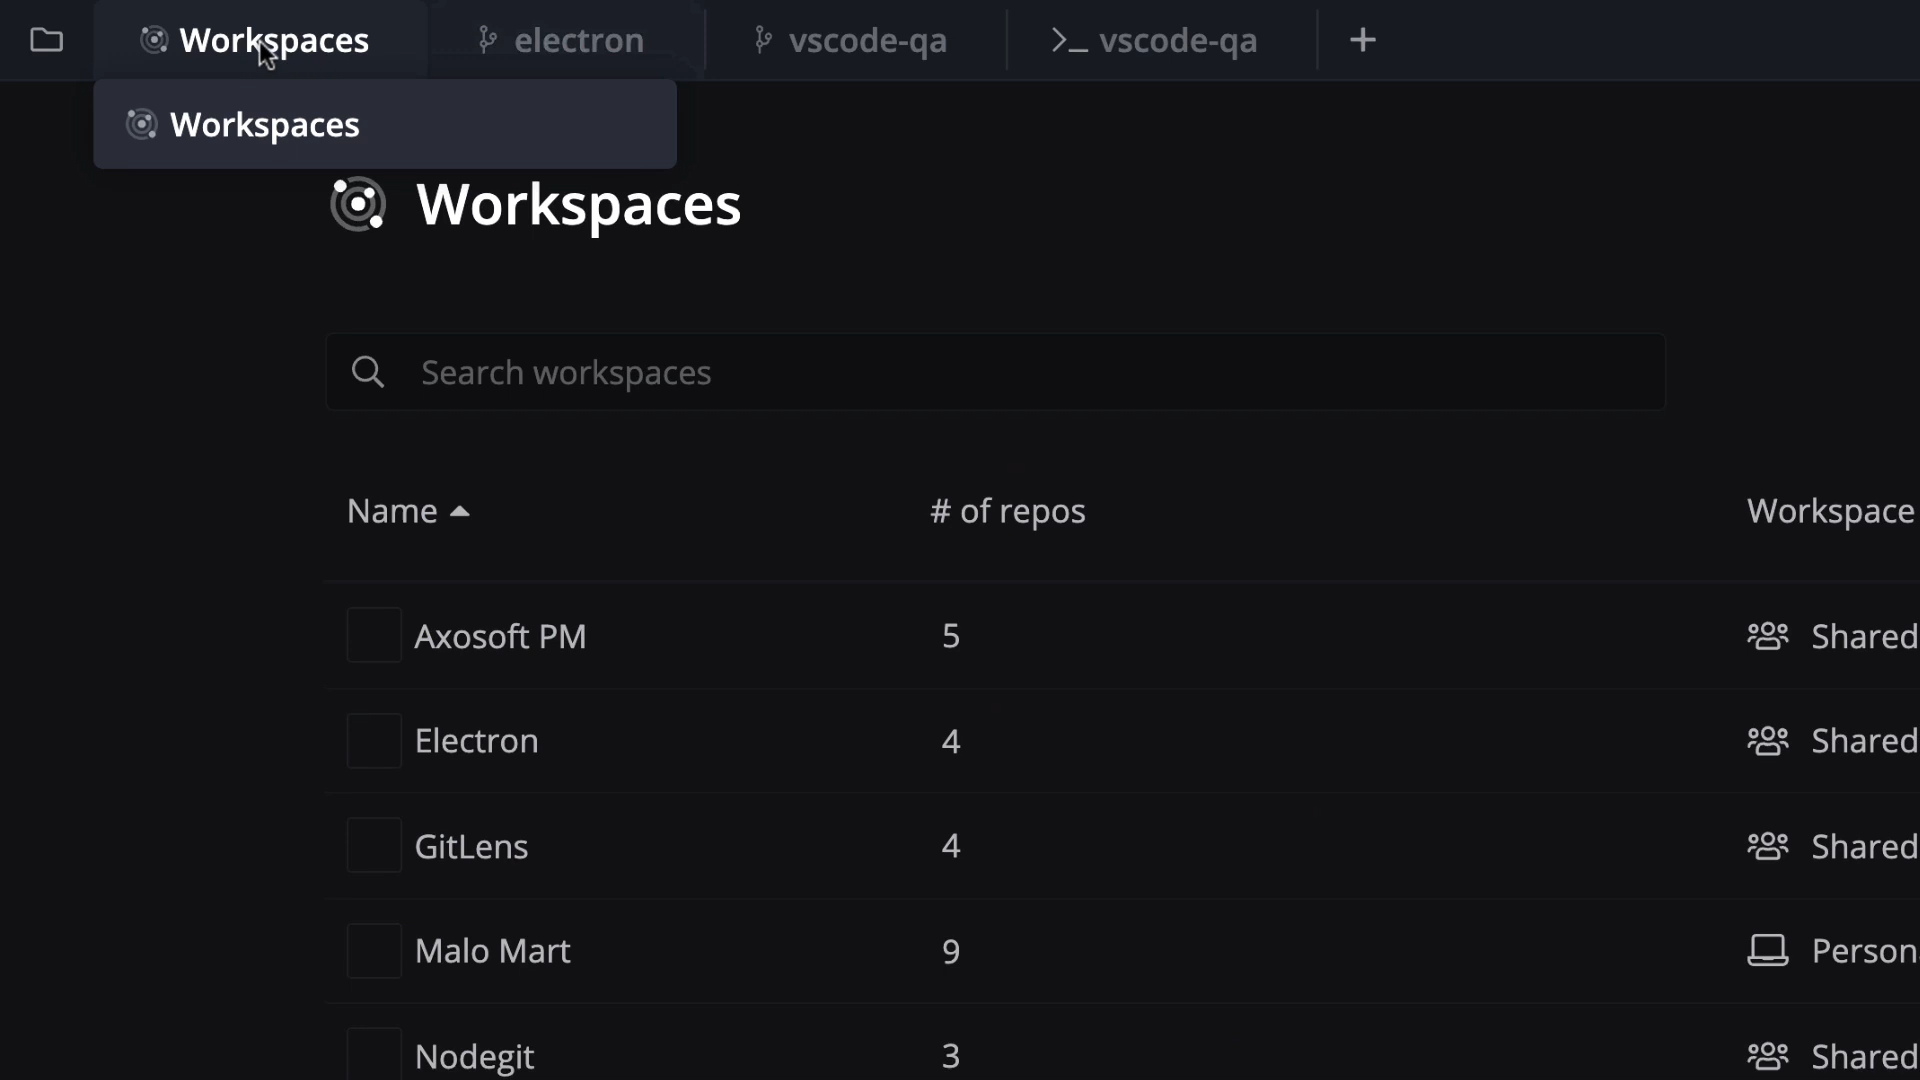 Workspaces electron vscode-qa >_ vscode-qa +
Workspaces
Workspaces
Search workspaces
Name # of repos Workspace
Axosoft PM 5 Shared
Electron 4 Shared
GitLens 4 Shared
Malo Mart 9 Person
Nodegit 3 Shared